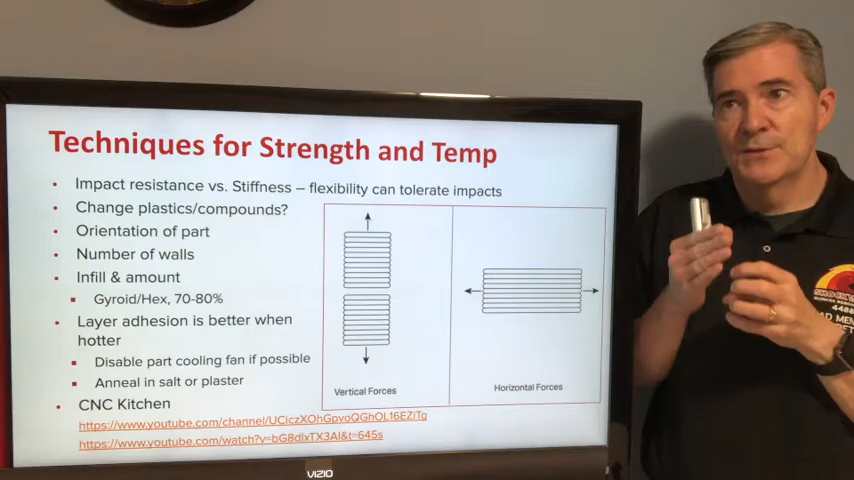 Techniques for Strength and Temp
• Impact resistance vs. Stiffness – flexibility can tolerate impacts
• Change plastics/compounds?
• Orientation of part
• Number of walls
• Infill & amount
▪ Gyroid/Hex, 70-80%
• Layer adhesion is better when
hotter
▪ Disable part cooling fan if possible
▪ Anneal in salt or plaster
• CNC Kitchen
https://www.youtube.com/channel/UCiczXOhGpvoQGhOL16EZiTg
https://www.youtube.com/watch?v=bG8dlxTX3AI&t=645s
Vertical Forces
Horizontal Forces
VIZIO
4488